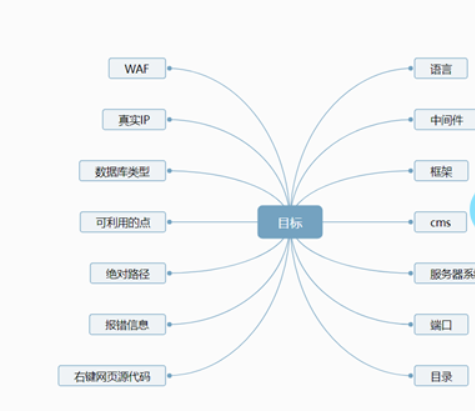 WAF
真实IP
数据库类型
可利用的点
绝对路径
报错信息
右键网页源代码
目标
语言
中间件
框架
cms
服务器系
端口
目录